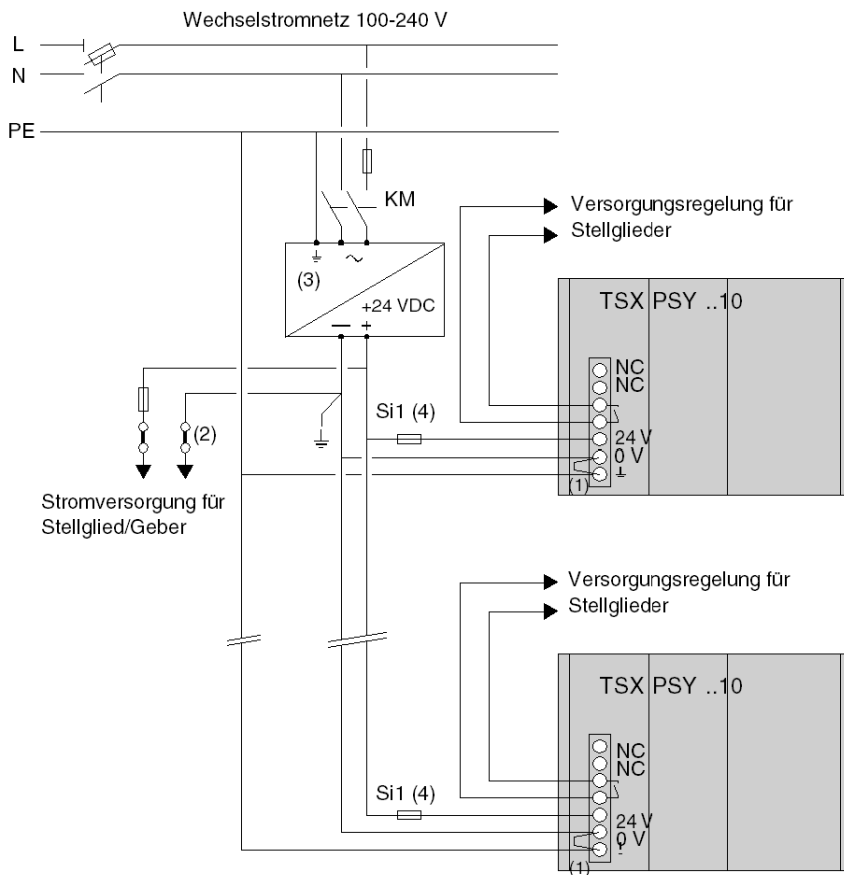 Wechselstromnetz 100-240 V
L
N
PE
KM
(3)
+24 VDC
Versorgungsregelung für
Stellglieder
TSX PSY ..10
NC
NC
Si1 (4)
24 V
0 V
(1)
(2)
Stromversorgung für
Stellglied/Geber
Versorgungsregelung für
Stellglieder
TSX PSY ..10
NC
NC
Si1 (4)
24 V
0 V
(1)